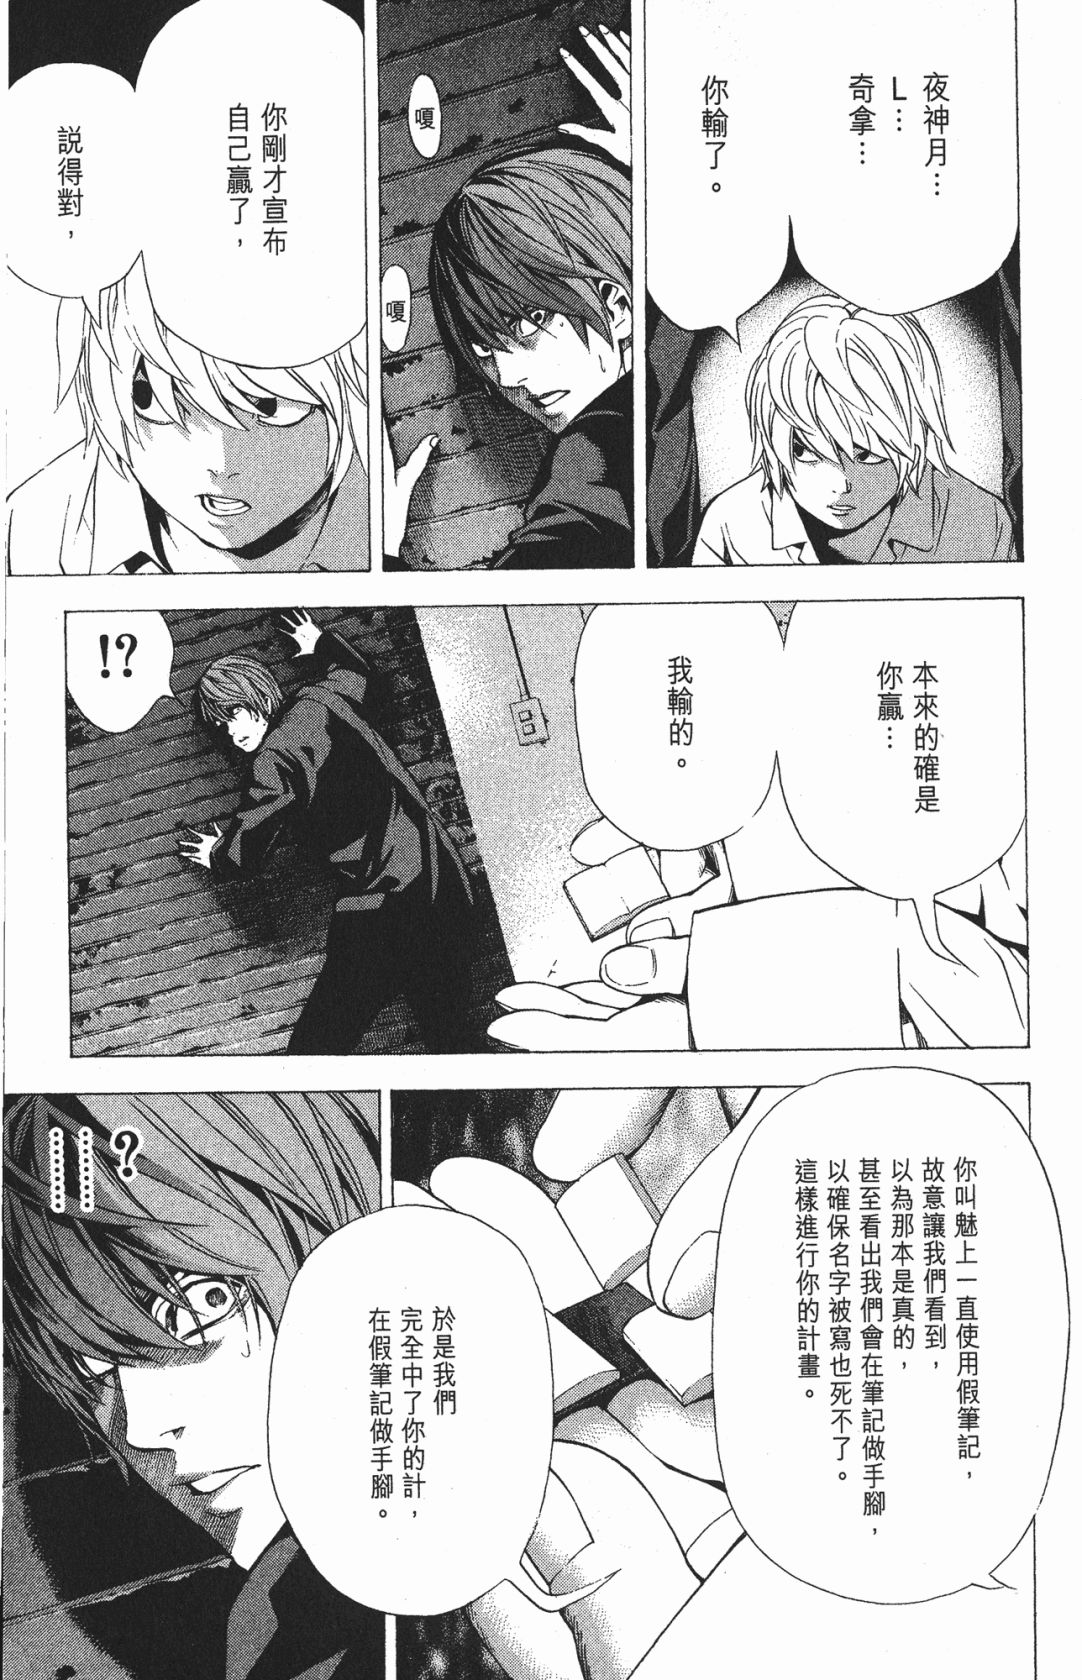 夜神月…
L…
奇拿…
你輸了。
嗄
嗄
你剛才宣布
自己贏了，
説得對，
本來的確是
你贏…
我輸的。
!?
你叫魅上一直使用假筆記，
故意讓我們看到，
以為那本是真的，
甚至看出我們會在筆記做手腳，
以確保名字被寫也死不了。
這樣進行你的計畫。
於是我們
完全中了你的計，
在假筆記做手腳。
?
……
……